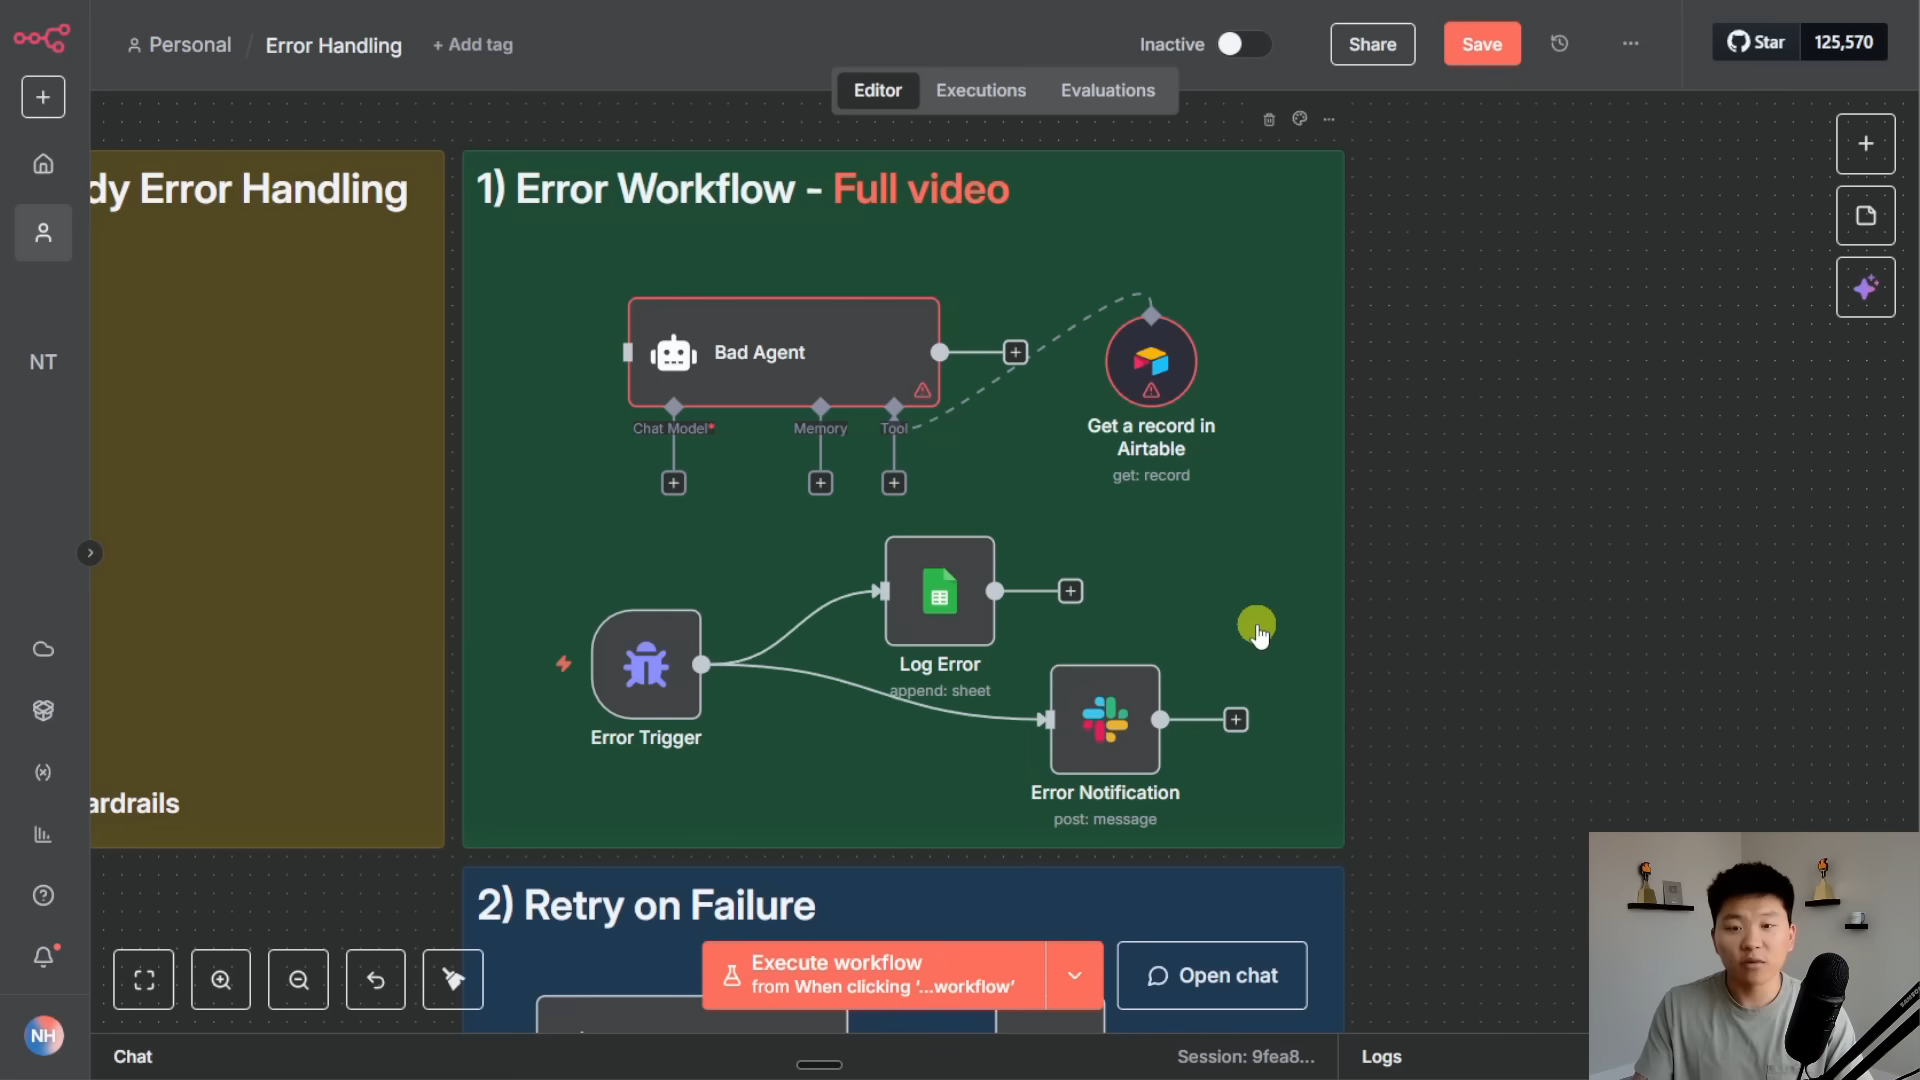 Personal / Error Handling + Add tag
Inactive
Share
Save
...
Star 125,570
Editor Executions Evaluations
dy Error Handling
1) Error Workflow - Full video
Bad Agent
Chat Model*
Memory
Tool
Get a record in
Airtable
get: record
NT
Log Error
append: sheet
Error Trigger
Error Notification
post: message
ardrails
2) Retry on Failure
Execute workflow
from When clicking ‘...workflow’
Open chat
NH
Chat
Session: 9fea8...
Logs